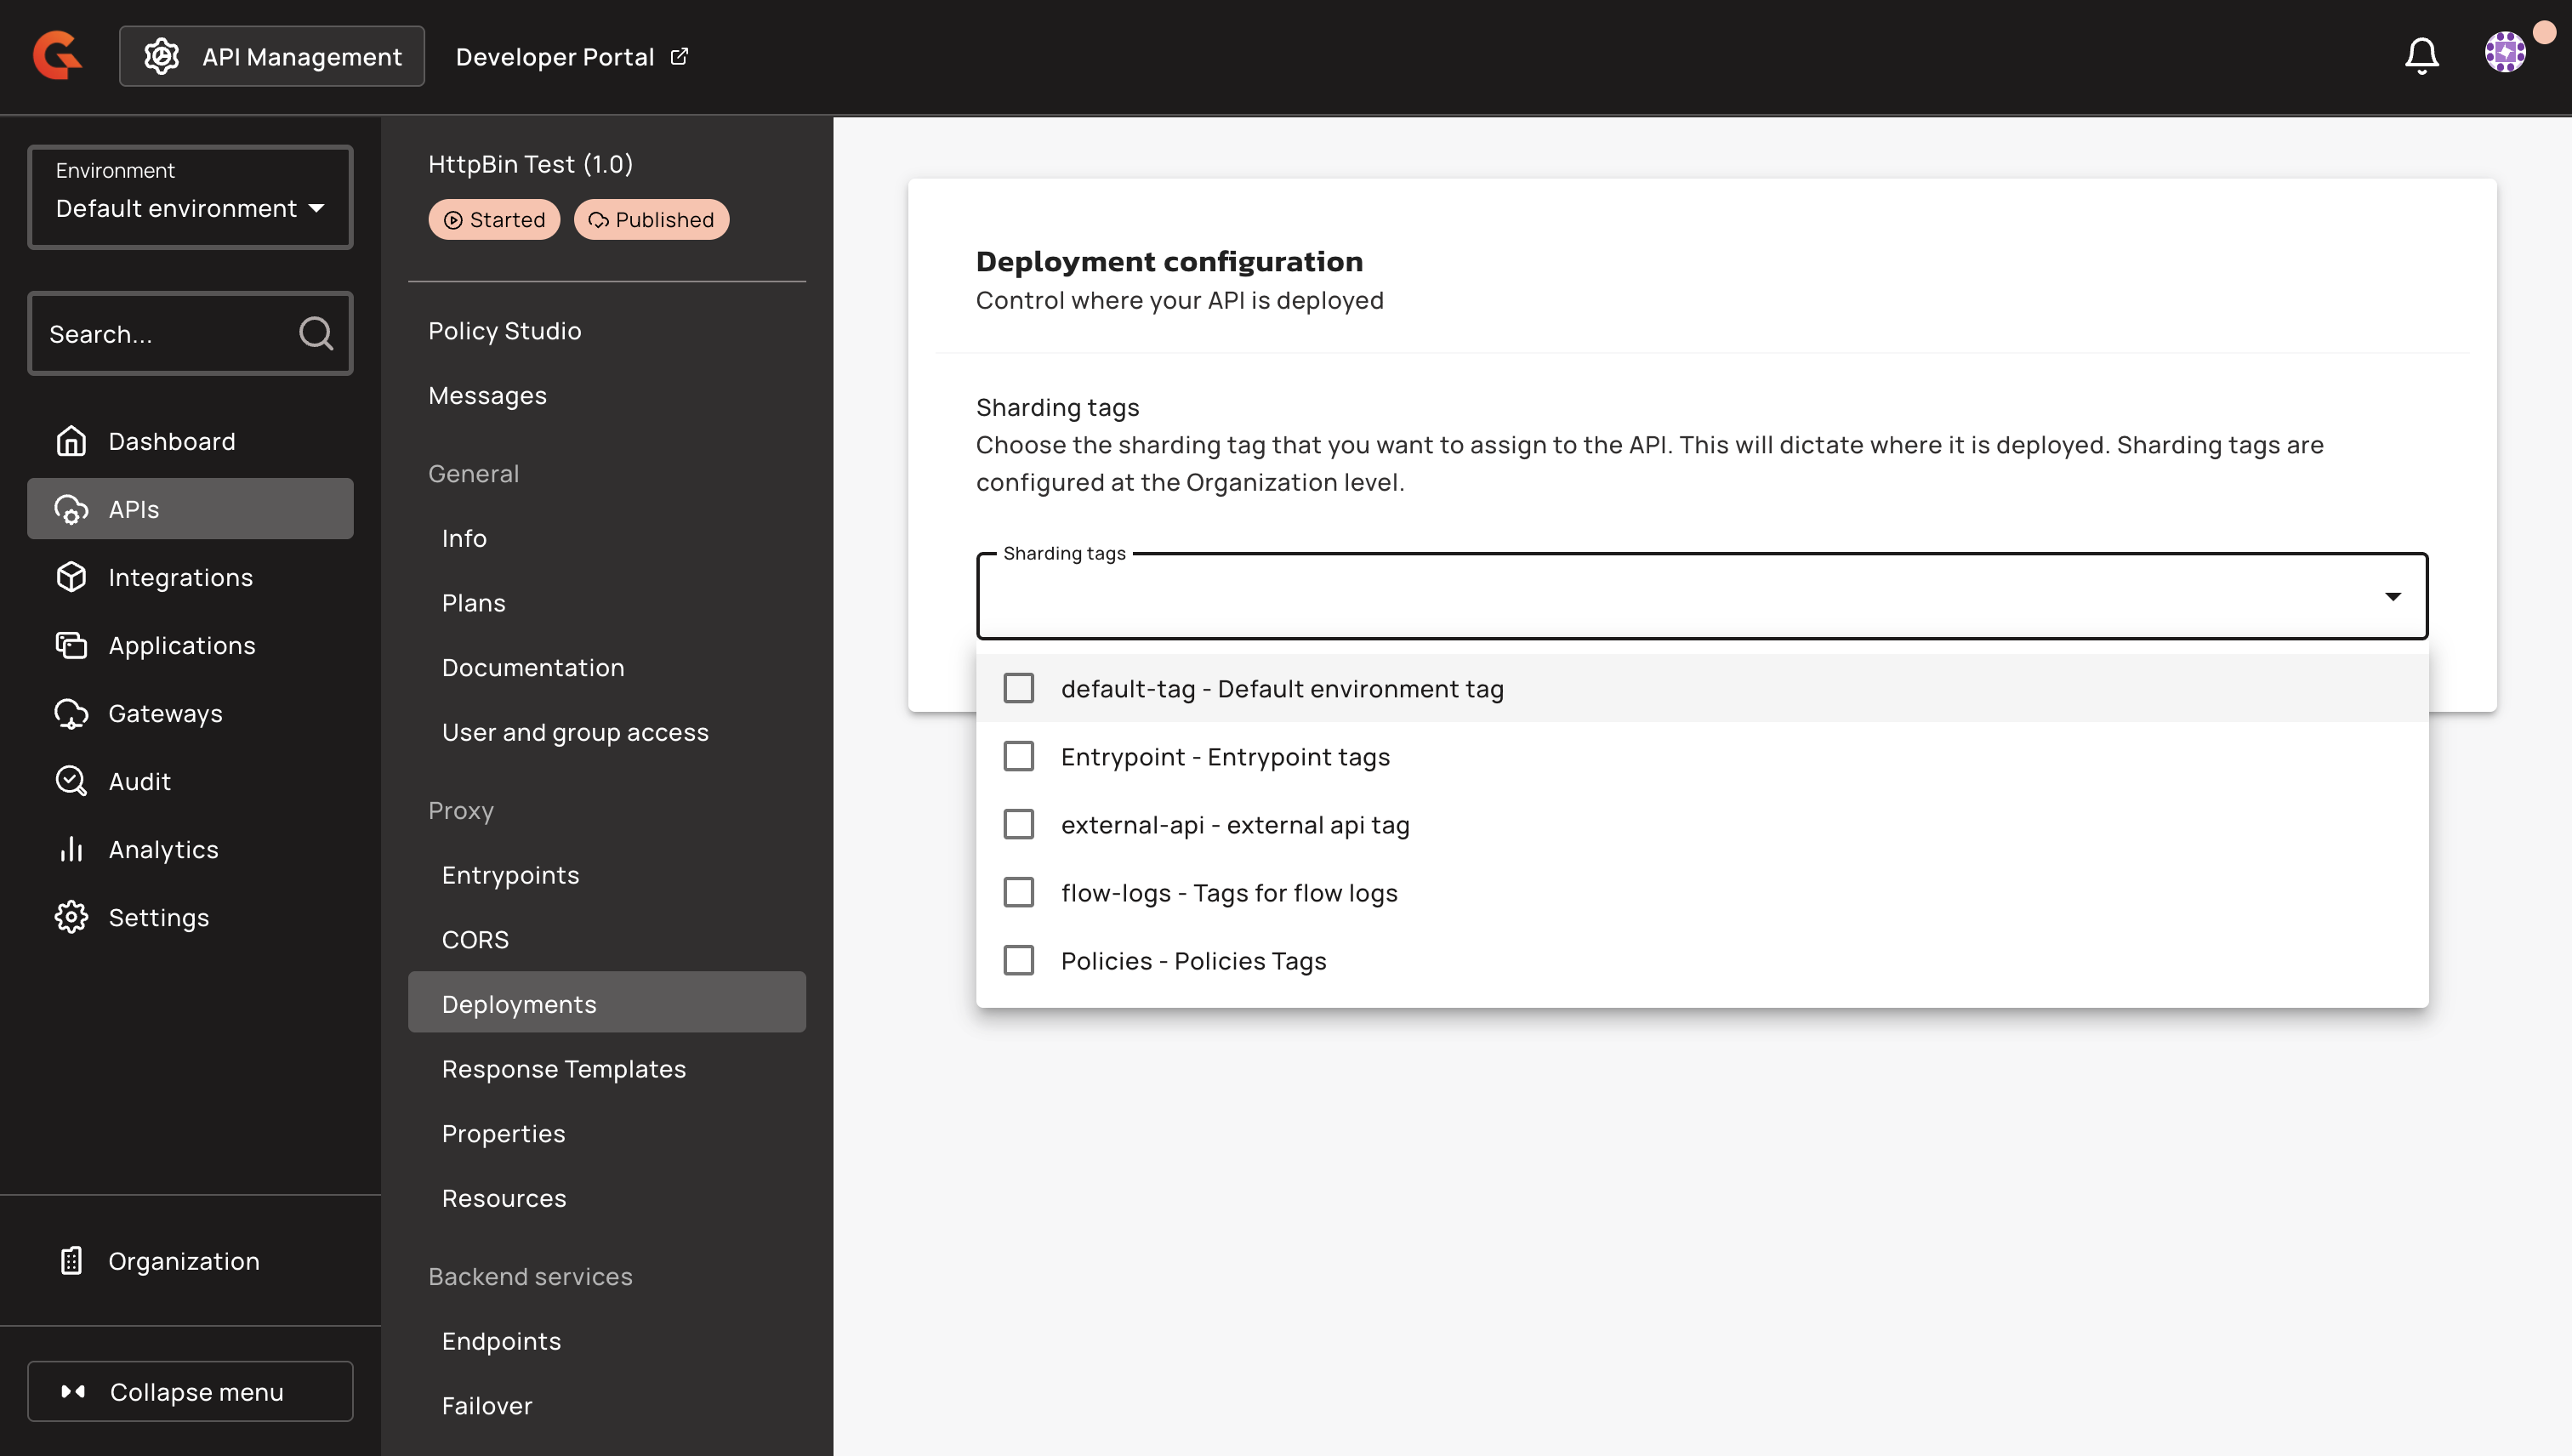 API Management
Developer Portal
Environment
Default environment
Search...
Dashboard
APIs
Integrations
Applications
Gateways
Audit
Analytics
Settings
Organization
Collapse menu
HttpBin Test (1.0)
Started
Published
Policy Studio
Messages
General
Info
Plans
Documentation
User and group access
Proxy
Entrypoints
CORS
Deployments
Response Templates
Properties
Resources
Backend services
Endpoints
Failover
Deployment configuration
Control where your API is deployed
Sharding tags
Choose the sharding tag that you want to assign to the API. This will dictate where it is deployed. Sharding tags are
configured at the Organization level.
Sharding tags
default-tag - Default environment tag
Entrypoint - Entrypoint tags
external-api - external api tag
flow-logs - Tags for flow logs
Policies - Policies Tags